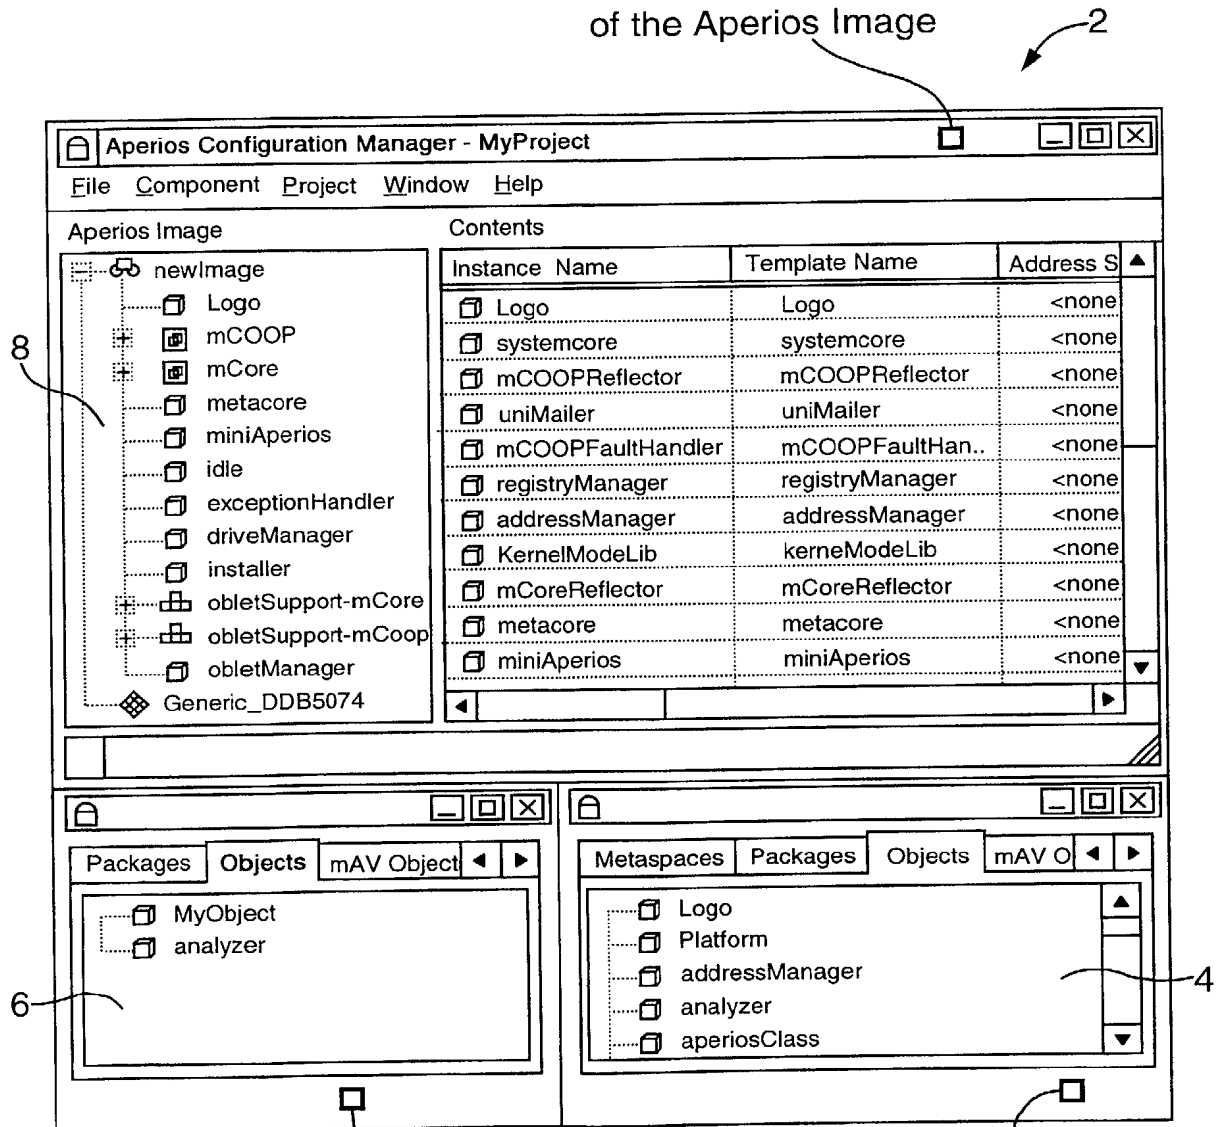 of the Aperios Image
2
Aperios Configuration Manager - MyProject
File Component Project Window Help
Aperios Image
newImage
Logo
mCOOP
mCore
metacore
miniAperios
idle
exceptionHandler
driveManager
installer
obletSupport-mCore
obletSupport-mCoop
obletManager
Generic_DDB5074
8
Contents
Instance Name Template Name Address S
Logo Logo <none
systemcore systemcore <none
mCOOPReflector mCOOPReflector <none
uniMailer uniMailer <none
mCOOPFaultHandler mCOOPFaultHan.. <none
registryManager registryManager <none
addressManager addressManager <none
KernelModeLib kerneModeLib <none
mCoreReflector mCoreReflector <none
metacore metacore <none
miniAperios miniAperios <none
Packages Objects mAV Object
MyObject
analyzer
6
Metaspaces Packages Objects mAV O
Logo
Platform
addressManager
analyzer
aperiosClass
4